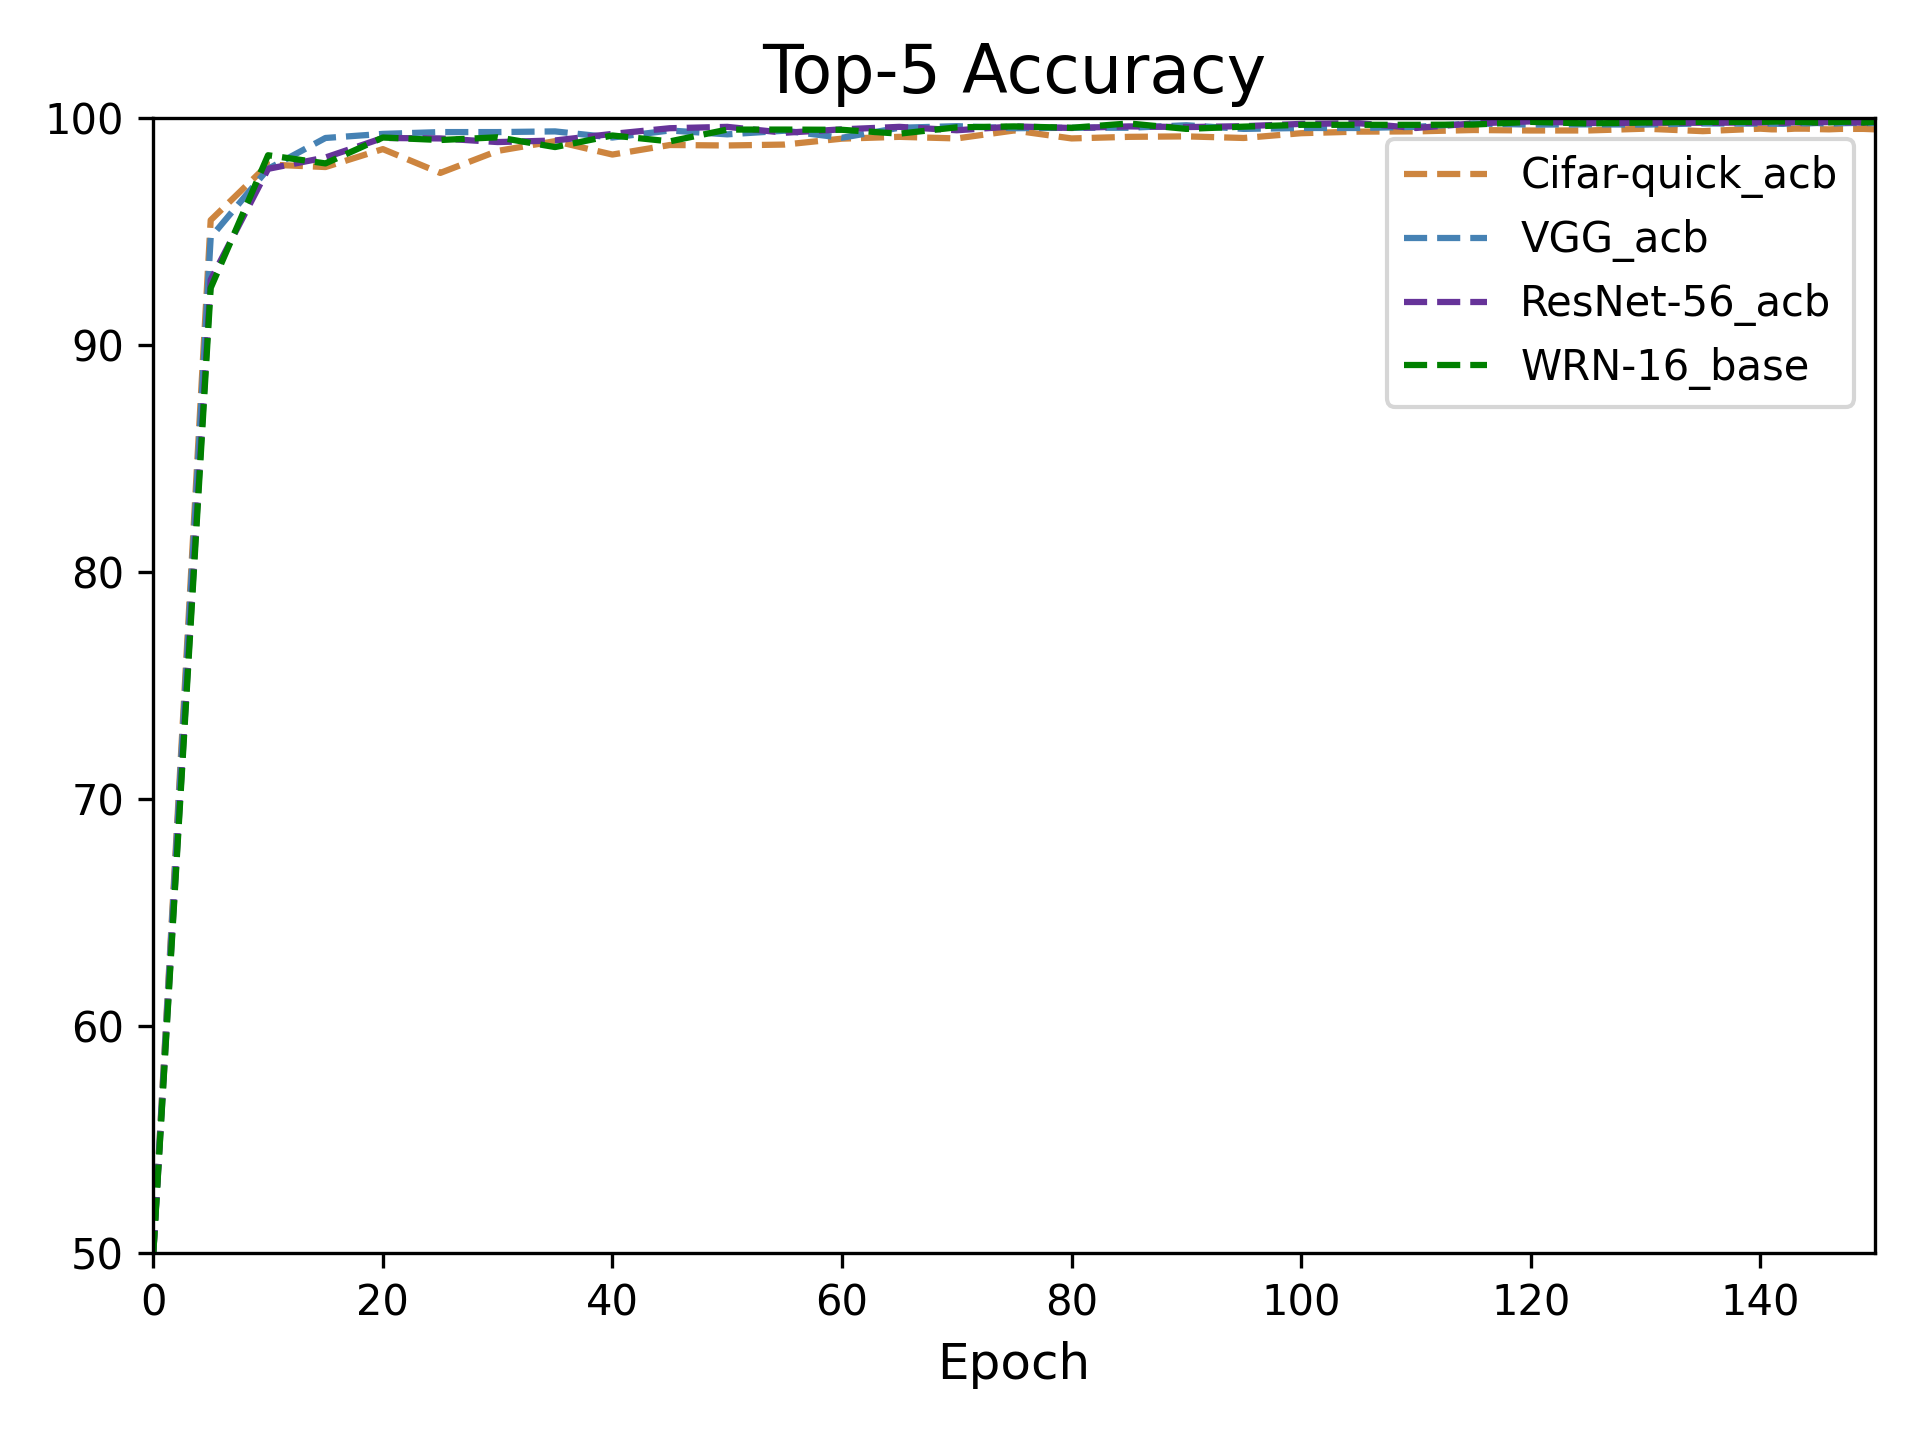 Top-5 Accuracy
100
90
80
70
60
50
Cifar-quick_acb
VGG_acb
ResNet-56_acb
WRN-16_base
0 20 40 60 80 100 120 140
Epoch